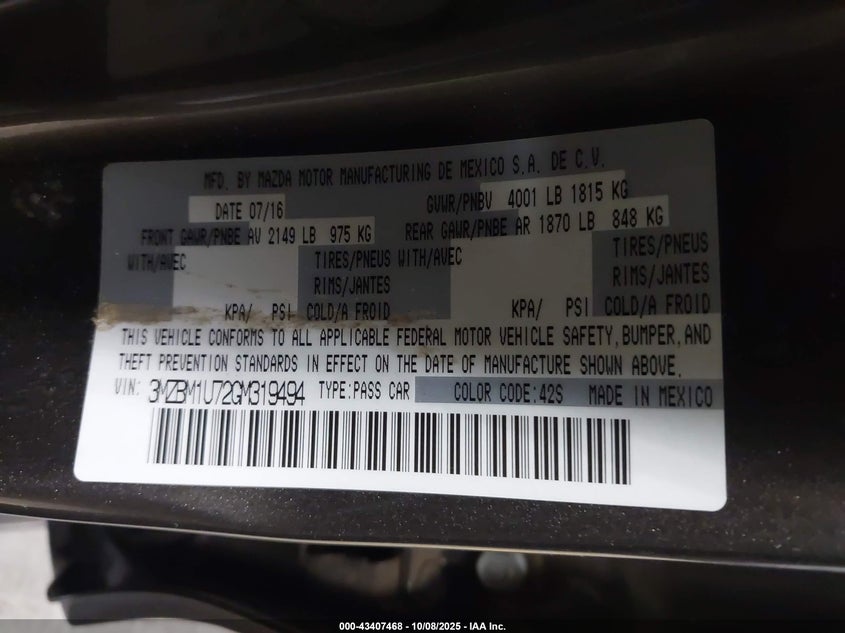 MFD. BY MAZDA MOTOR MANUFACTURING DE MEXICO S.A. DE C.V.
DATE 07/16 GVWR/PNBV 4001 LB 1815 KG
FRONT GAWR/PNBE AV 2149 LB 975 KG REAR GAWR/PNBE AR 1870 LB 848 KG
WITH/AVEC TIRES/PNEUS WITH/AVEC TIRES/PNEUS
RIMS/JANTES RIMS/JANTES
KPA/ PSI COLD/A FROID KPA/ PSI COLD/A FROID
THIS VEHICLE CONFORMS TO ALL APPLICABLE FEDERAL MOTOR VEHICLE SAFETY, BUMPER, AND
THEFT PREVENTION STANDARDS IN EFFECT ON THE DATE OF MANUFACTURE SHOWN ABOVE.
VIN: 3MZBM1U72GM319494 TYPE:PASS CAR COLOR CODE:42S MADE IN MEXICO
000-43407468 - 10/08/2025 - IAA Inc.